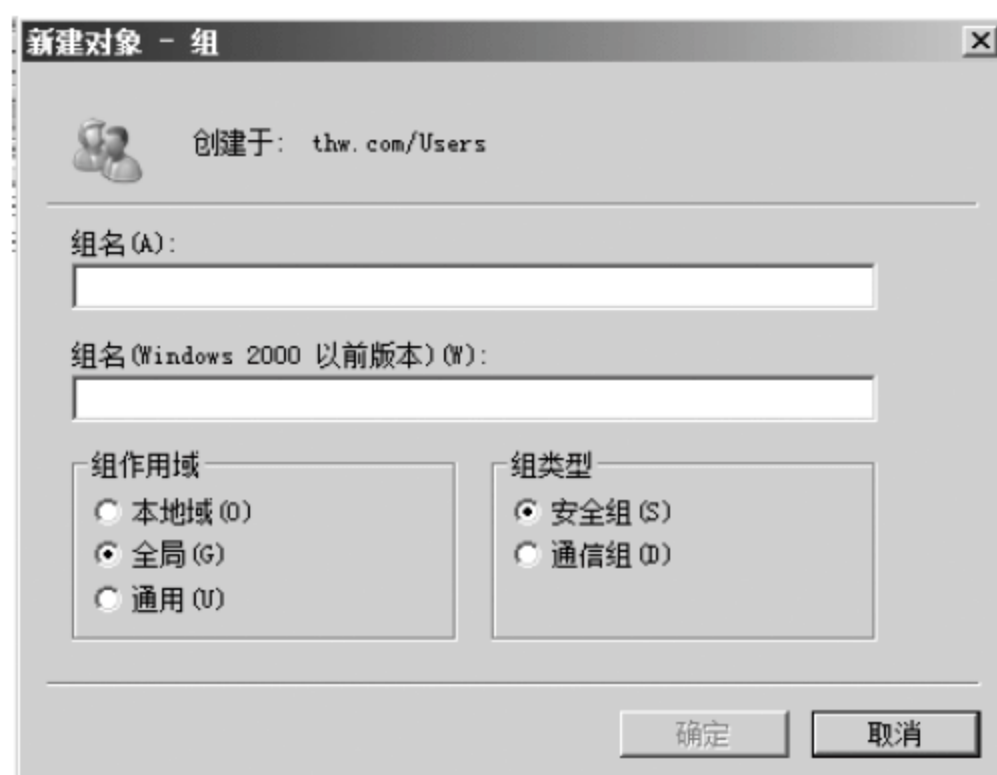 新建对象 - 组
创建于: thw.com/Users
组名(A):
组名(Windows 2000 以前版本)(W):
组作用域
本地域(O)
全局(G)
通用(U)
组类型
安全组(S)
通信组(D)
确定
取消